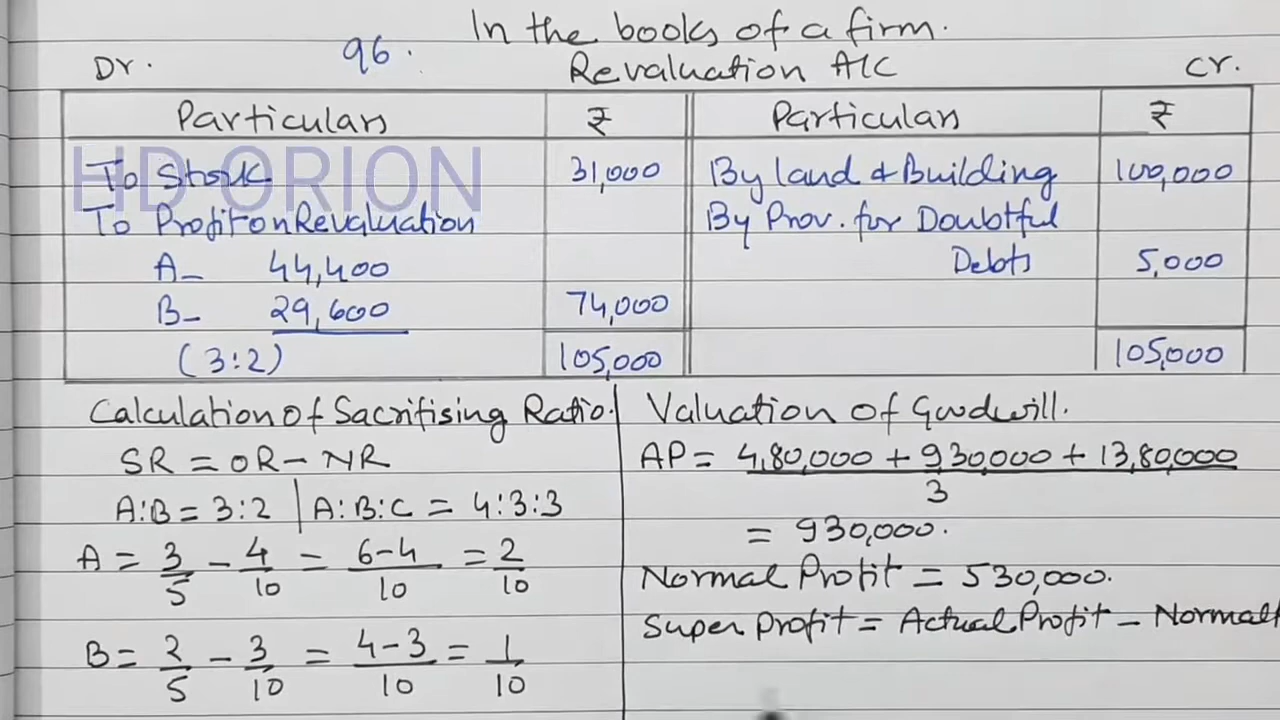 In the books of a firm.
96.
Dr. Revaluation A/C Cr.
Particulars ₹ Particulars ₹
HD ORION
To Stock 31,000 By land & Building 100,000
To Profit on Revaluation By Prov. for Doubtful
A- 44,400 Debts 5,000
B- 29,600 74,000
(3:2) 105,000 105,000
Calculation Of Sacrifising Ratio.
SR = OR - NR
A:B = 3:2 | A:B:C = 4:3:3
A = 3/5 - 4/10 = 6-4/10 = 2/10
B = 2/5 - 3/10 = 4-3/10 = 1/10
Valuation of Goodwill.
AP = 4,80,000 + 930,000 + 13,80,000
3
= 930,000.
Normal Profit = 530,000.
Super Profit = Actual Profit - Normal